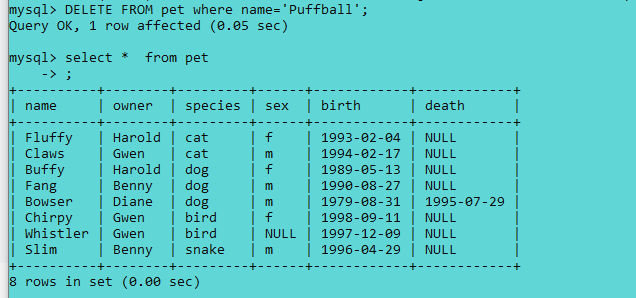 mysql> DELETE FROM pet where name='Puffball';
Query OK, 1 row affected (0.05 sec)
mysql> select *  from pet
    -> ;
+----------+--------+---------+------+------------+------------+
| name     | owner  | species | sex  | birth      | death      |
+----------+--------+---------+------+------------+------------+
| Fluffy   | Harold | cat     | f    | 1993-02-04 | NULL       |
| Claws    | Gwen   | cat     | m    | 1994-02-17 | NULL       |
| Buffy    | Harold | dog     | f    | 1989-05-13 | NULL       |
| Fang     | Benny  | dog     | m    | 1990-08-27 | NULL       |
| Bowser   | Diane  | dog     | m    | 1979-08-31 | 1995-07-29 |
| Chirpy   | Gwen   | bird    | f    | 1998-09-11 | NULL       |
| Whistler | Gwen   | bird    | NULL | 1997-12-09 | NULL       |
| Slim     | Benny  | snake   | m    | 1996-04-29 | NULL       |
+----------+--------+---------+------+------------+------------+
8 rows in set (0.00 sec)